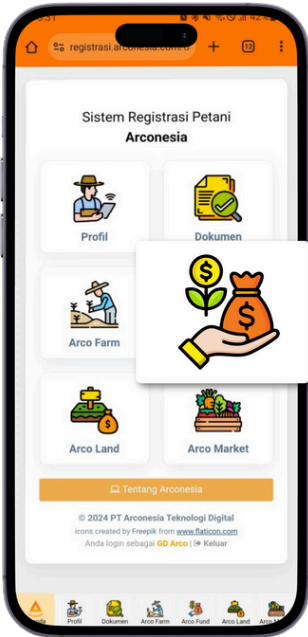 registrasi.arconesia.com
12
Sistem Registrasi Petani
Arconesia
Profil
Dokumen
Arco Farm
Arco Land
Arco Market
Tentang Arconesia
© 2024 PT Arconesia Teknologi Digital
icons created by Freepik from www.flaticon.com
Anda login sebagai GD Arco | Keluar
Profil
Dokumen
Arco Farm
Arco Fund
Arco Land